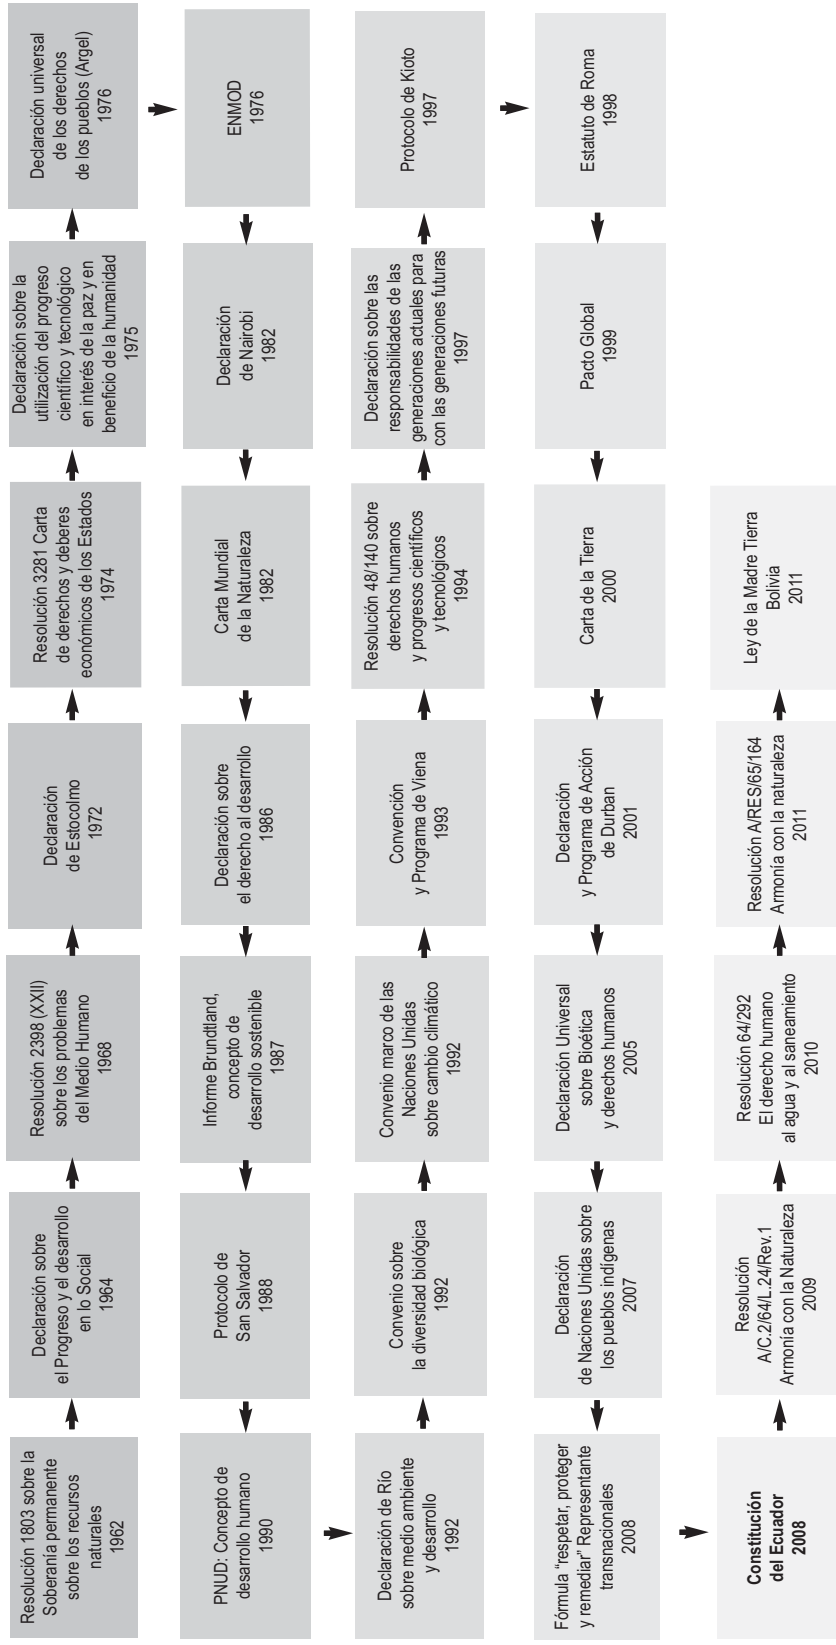 Resolución 1803 sobre la
Soberanía permanente
sobre los recursos
naturales
1962
Declaración sobre
el Progreso y el desarrollo
en lo Social
1964
Resolución 2398 (XXII)
sobre los problemas
del Medio Humano
1968
Declaración
de Estocolmo
1972
Resolución 3281 Carta
de derechos y deberes
económicos de los Estados
1974
Declaración sobre la
utilización del progreso
científico y tecnológico
en interés de la paz y en
beneficio de la humanidad
1975
Declaración universal
de los derechos
de los pueblos (Argel)
1976
ENMOD
1976
Declaración
de Nairobi
1982
Carta Mundial
de la Naturaleza
1982
Declaración sobre
el derecho al desarrollo
1986
Informe Brundtland,
concepto de
desarrollo sostenible
1987
Protocolo de
San Salvador
1988
PNUD: Concepto de
desarrollo humano
1990
Declaración de Río
sobre medio ambiente
y desarrollo
1992
Convenio sobre
la diversidad biológica
1992
Convenio marco de las
Naciones Unidas
sobre cambio climático
1992
Convención
y Programa de Viena
1993
Resolución 48/140 sobre
derechos humanos
y progresos científicos
y tecnológicos
1994
Declaración sobre las
responsabilidades de las
generaciones actuales para
con las generaciones futuras
1997
Protocolo de Kioto
1997
Estatuto de Roma
1998
Pacto Global
1999
Carta de la Tierra
2000
Declaración
y Programa de Acción
de Durban
2001
Declaración Universal
sobre Bioética
y derechos humanos
2005
Declaración
de Naciones Unidas sobre
los pueblos indígenas
2007
Fórmula “respetar, proteger
y remediar” Representante
transnacionales
2008
Constitución
del Ecuador
2008
Resolución
A/C.2/64/L.24/Rev.1
Armonía con la Naturaleza
2009
Resolución 64/292
El derecho humano
al agua y al saneamiento
2010
Resolución A/RES/65/164
Armonía con la naturaleza
2011
Ley de la Madre Tierra
Bolivia
2011